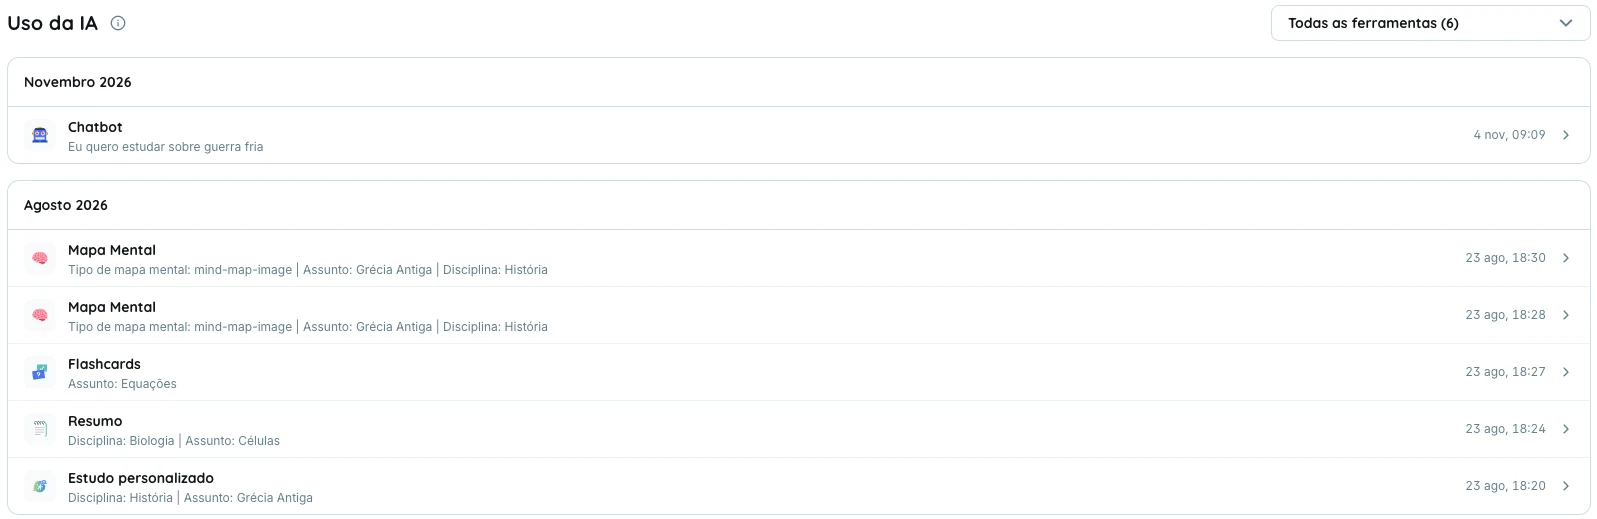 Uso da IA
Todas as ferramentas (6)
Novembro 2026
Chatbot
Eu quero estudar sobre guerra fria
4 nov, 09:09
Agosto 2026
Mapa Mental
Tipo de mapa mental: mind-map-image | Assunto: Grécia Antiga | Disciplina: História
23 ago, 18:30
Mapa Mental
Tipo de mapa mental: mind-map-image | Assunto: Grécia Antiga | Disciplina: História
23 ago, 18:28
Flashcards
Assunto: Equações
23 ago, 18:27
Resumo
Disciplina: Biologia | Assunto: Células
23 ago, 18:24
Estudo personalizado
Disciplina: História | Assunto: Grécia Antiga
23 ago, 18:20